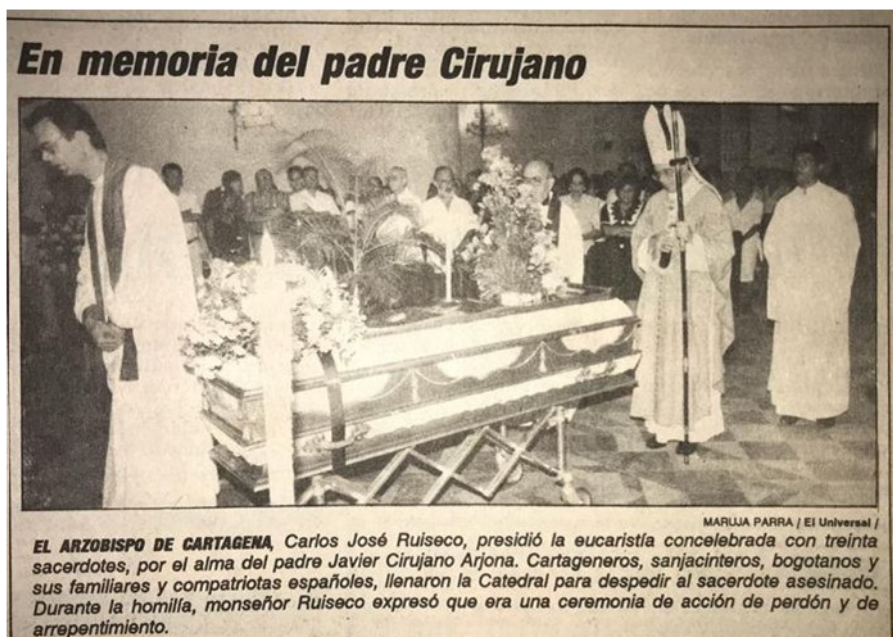 En memoria del padre Cirujano
MARUJA PARRA / El Universal /
EL ARZOBISPO DE CARTAGENA, Carlos José Ruiseco, presidió la eucaristía concelebrada con treinta
sacerdotes, por el alma del padre Javier Cirujano Arjona. Cartageneros, sanjacinteros, bogotanos y
sus familiares y compatriotas españoles, llenaron la Catedral para despedir al sacerdote asesinado.
Durante la homilía, monseñor Ruiseco expresó que era una ceremonia de acción de perdón y de
arrepentimiento.